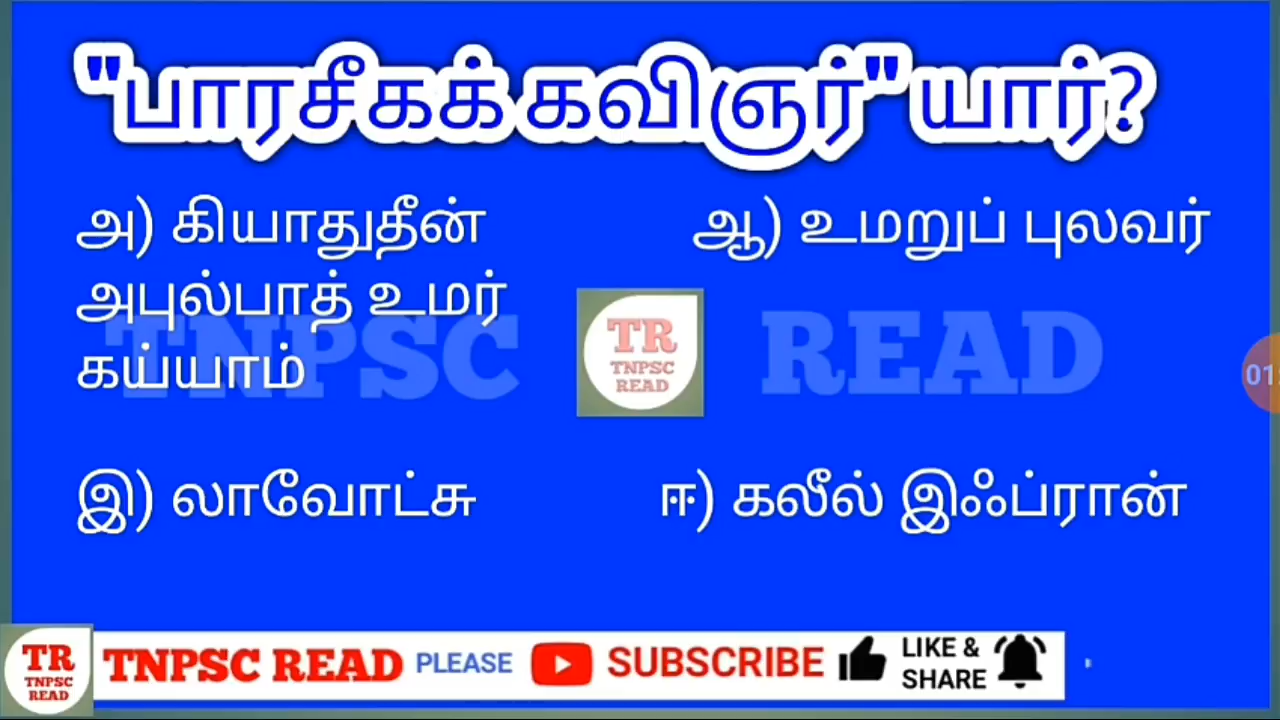 "பாரசீகக் கவிஞர்" யார்?
அ) கியாதுதீன்
அபுல்பாத் உமர்
கய்யாம்
ஆ) உமறுப் புலவர்
TNPSC READ
TR
TNPSC
READ
01
இ) லாவோட்சு
ஈ) கலீல் இஃப்ரான்
TR
TNPSC
READ
TNPSC READ PLEASE SUBSCRIBE LIKE &
SHARE